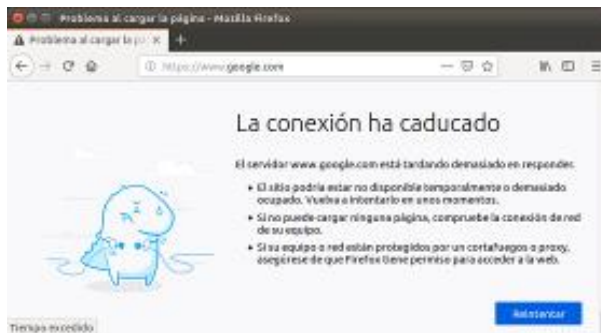 Problema al cargar la página - Mozilla Firefox
Problema al cargar la pá
https://www.google.com
La conexión ha caducado
El servidor www.google.com está tardando demasiado en responder.
• El sitio podría estar no disponible temporalmente o demasiado
ocupado. Vuelva a intentarlo en unos momentos.
• Si no puede cargar ninguna página, compruebe la conexión de red
de su equipo.
• Si su equipo o red están protegidos por un cortafuegos o proxy,
asegúrese de que Firefox tiene permiso para acceder a la web.
Reintentar
Tiempo excedido